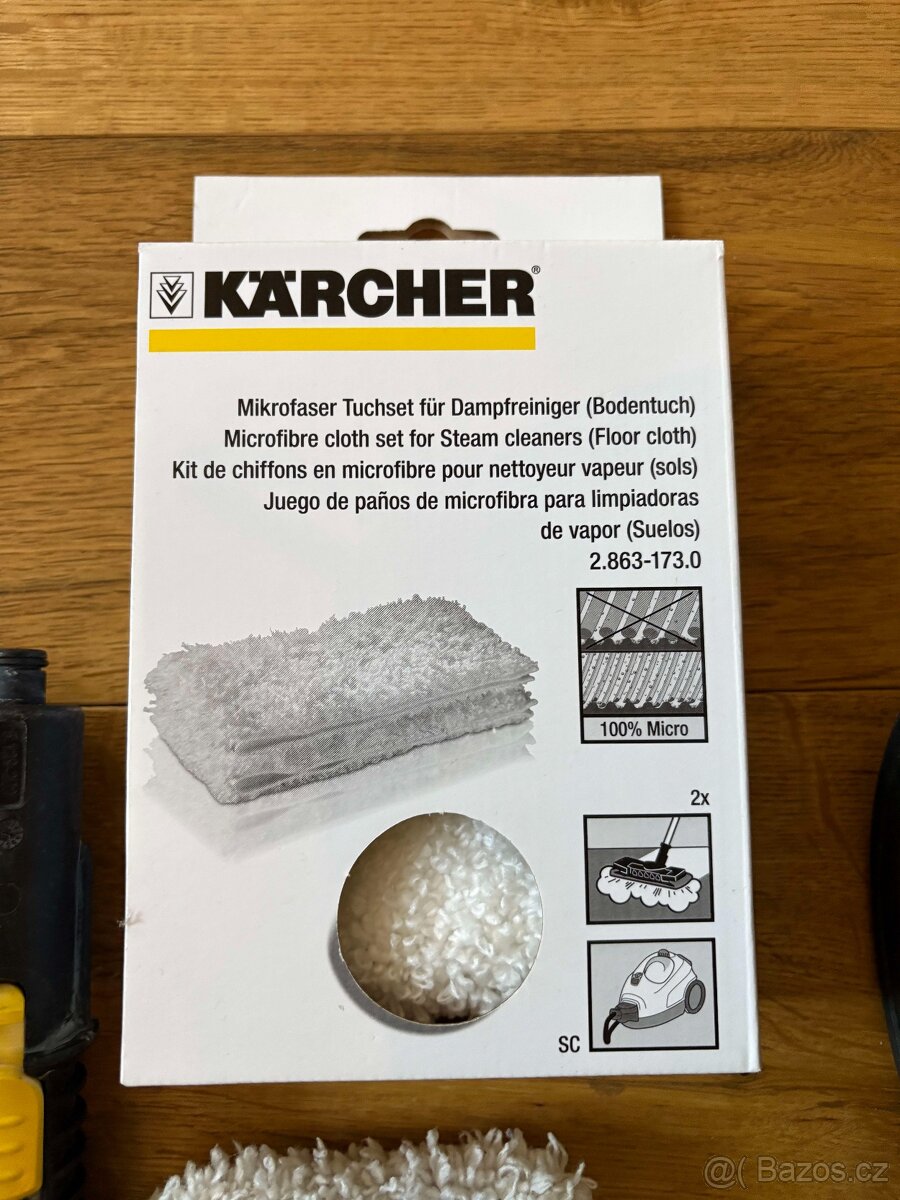 KÄRCHER®
Mikrofaser Tuchset für Dampfreiniger (Bodentuch)
Microfibre cloth set for Steam cleaners (Floor cloth)
Kit de chiffons en microfibre pour nettoyeur vapeur (sols)
Juego de paños de microfibra para limpiadoras
de vapor (Suelos)
2.863-173.0
100% Micro
2x
SC
@( Bazos.cz